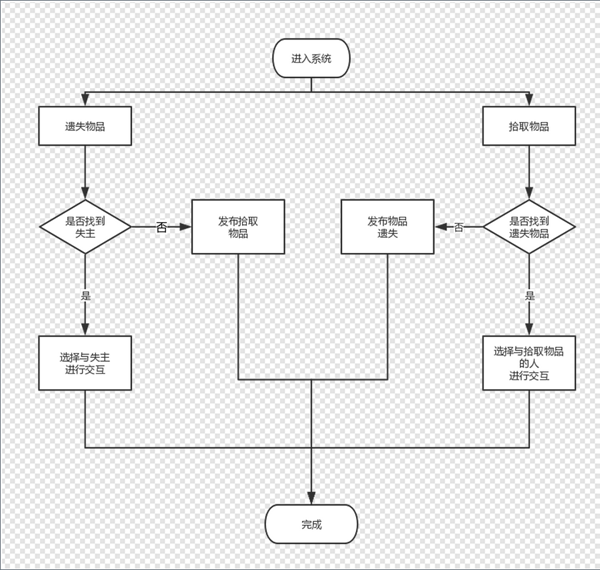 进入系统
遗失物品
拾取物品
是否找到
失主
否
发布拾取
物品
发布物品
遗失
否
是否找到
遗失物品
是
是
选择与失主
进行交互
选择与拾取物品
的人
进行交互
完成